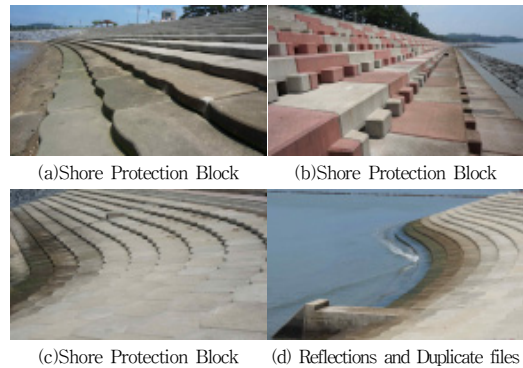 (a)Shore Protection Block
(b)Shore Protection Block
(c)Shore Protection Block
(d) Reflections and Duplicate files